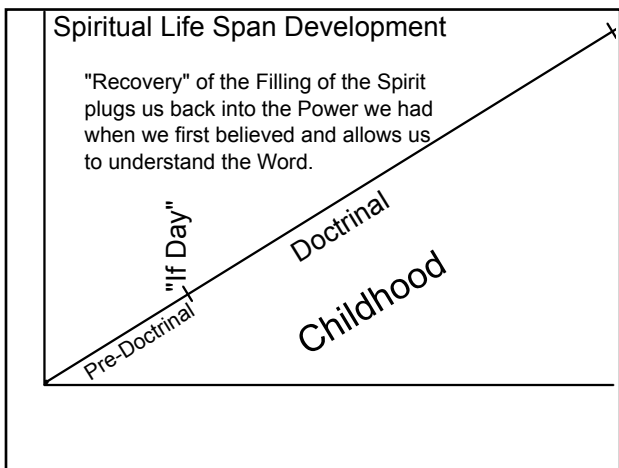 Spiritual Life Span Development
"Recovery" of the Filling of the Spirit
plugs us back into the Power we had
when we first believed and allows us
to understand the Word.
"If Day"
Doctrinal
Pre-Doctrinal
Childhood